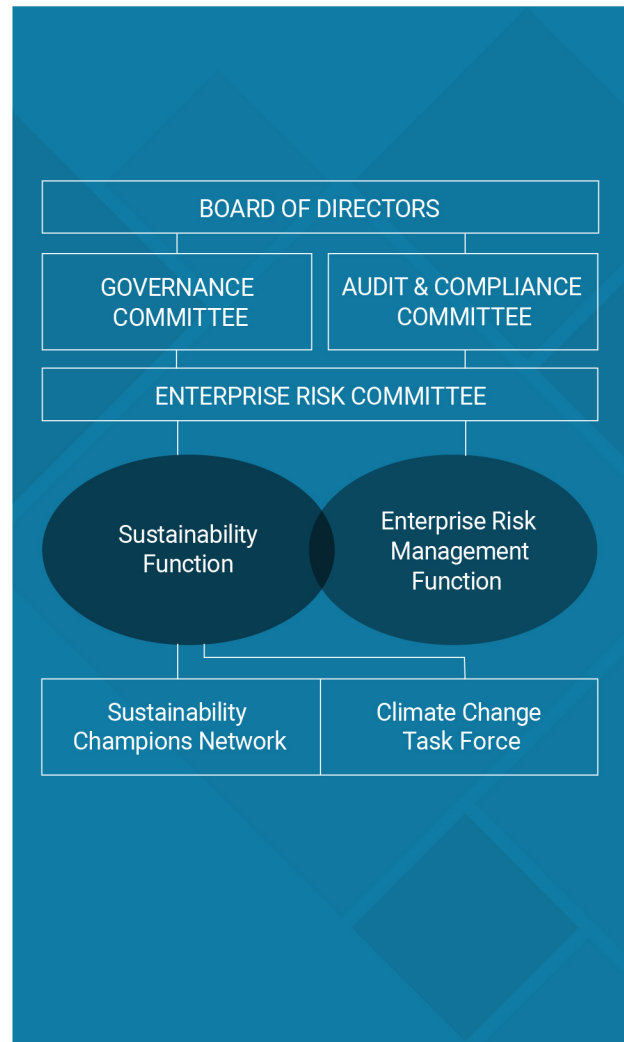 BOARD OF DIRECTORS
GOVERNANCE
COMMITTEE
AUDIT & COMPLIANCE
COMMITTEE
ENTERPRISE RISK COMMITTEE
Sustainability
Function
Enterprise Risk
Management
Function
Sustainability
Champions Network
Climate Change
Task Force